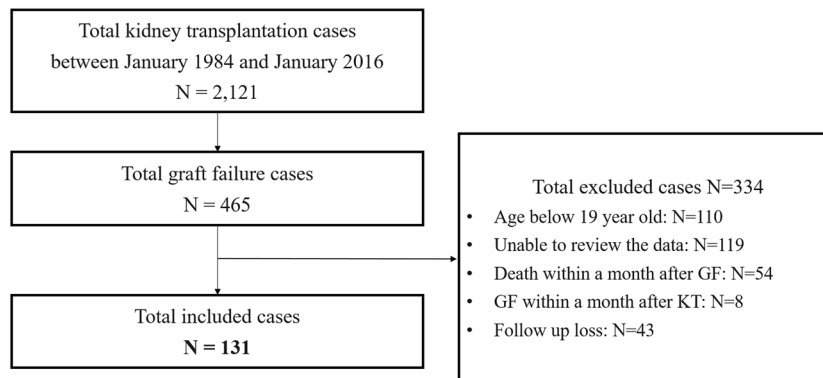 Total kidney transplantation cases
between January 1984 and January 2016
N = 2,121
Total graft failure cases
N = 465
Total excluded cases N=334
• Age below 19 year old: N=110
• Unable to review the data: N=119
• Death within a month after GF: N=54
• GF within a month after KT: N=8
• Follow up loss: N=43
Total included cases
N = 131